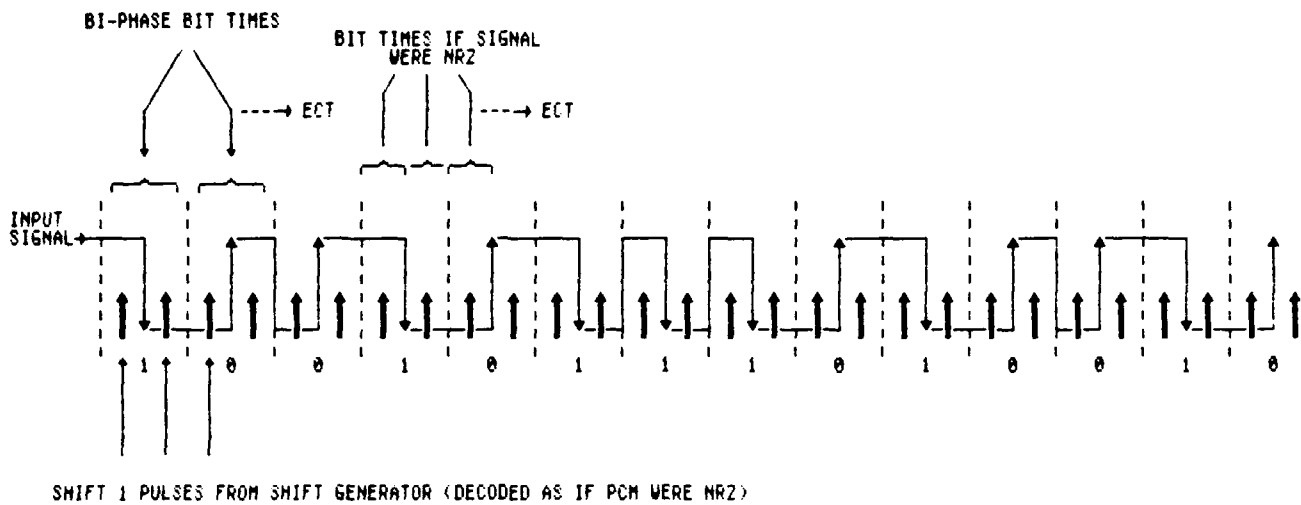 BI-PHASE BIT TIMES
BIT TIMES IF SIGNAL
WERE NRZ
ECT
ECT
INPUT
SIGNAL
1 0 0 1 0 1 1 1 0 1 0 0 1 0
SHIFT 1 PULSES FROM SHIFT GENERATOR (DECODED AS IF PCM WERE NRZ)